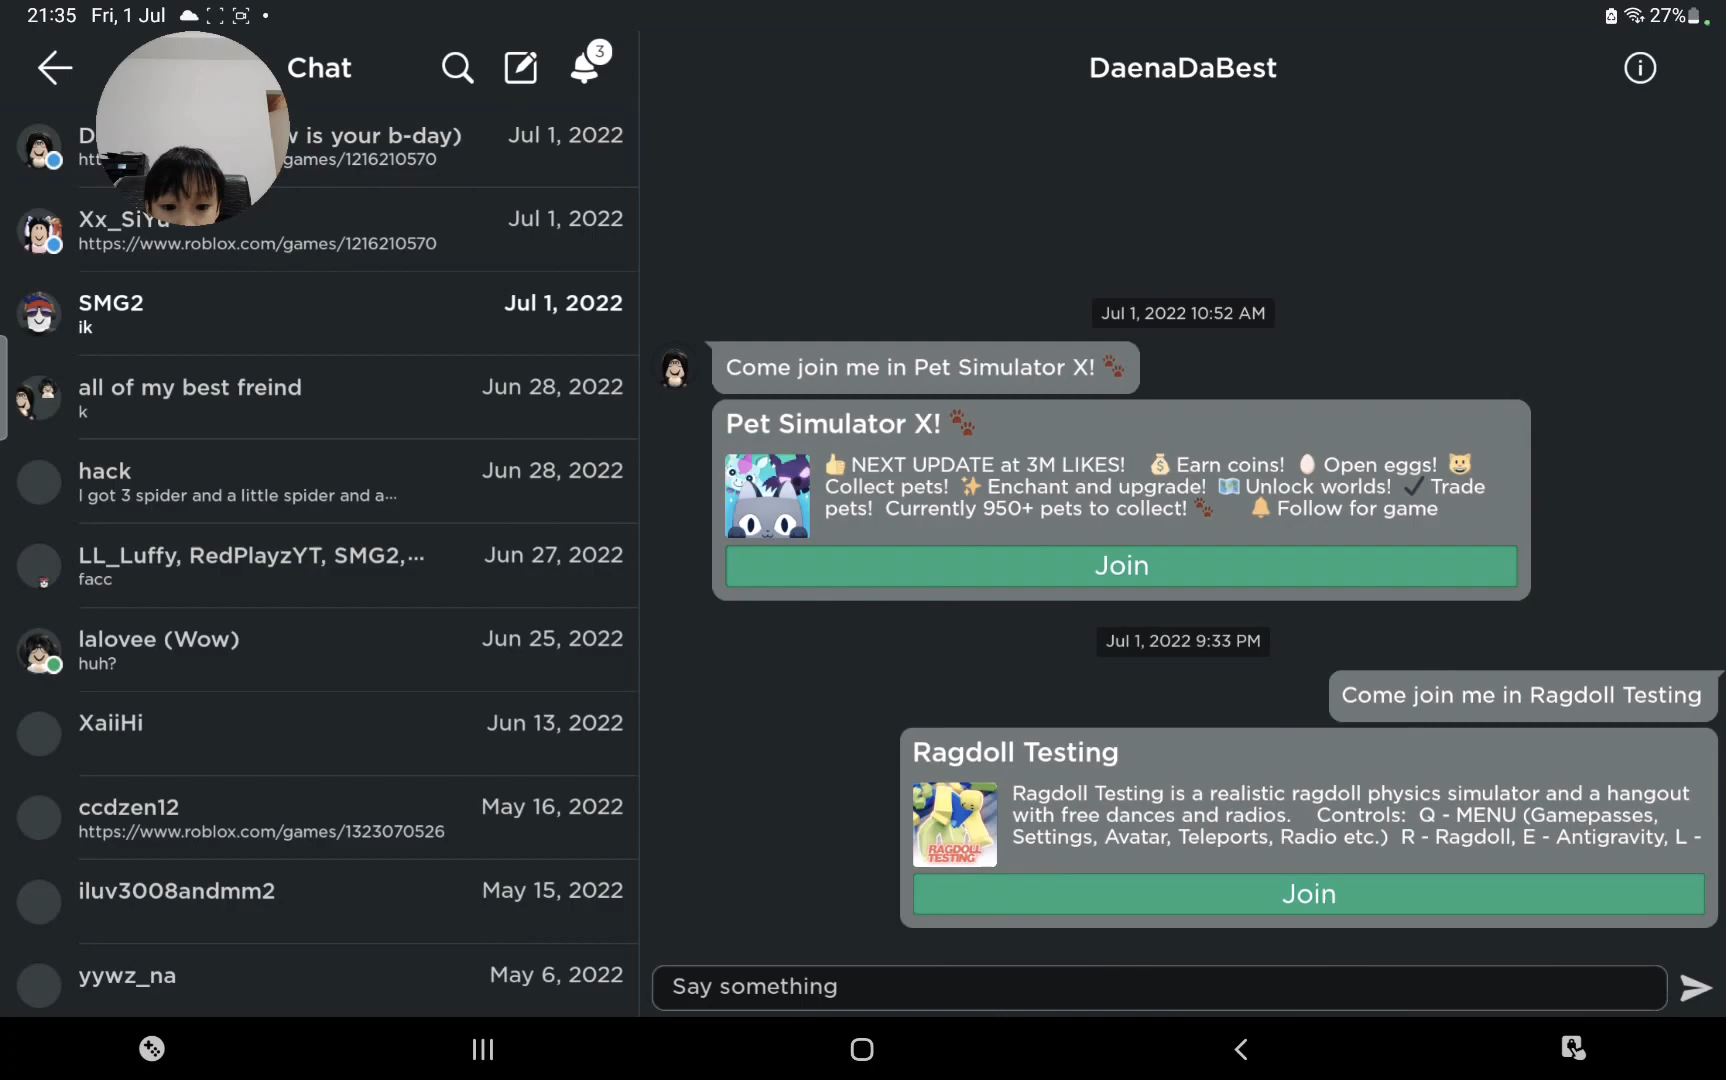 21:35 Fri, 1 Jul
27%
Chat
3
is your b-day) Jul 1, 2022
games/1216210570
Jul 1, 2022
https://www.roblox.com/games/1216210570
SMG2 Jul 1, 2022
ik
all of my best freind Jun 28, 2022
k
hack Jun 28, 2022
I got 3 spider and a little spider and a...
LL_Luffy, RedPlayzYT, SMG2,... Jun 27, 2022
facc
lalovee (Wow) Jun 25, 2022
huh?
XaiiHi Jun 13, 2022
ccdzen12 May 16, 2022
https://www.roblox.com/games/1323070526
iluv3008andmm2 May 15, 2022
yywz_na May 6, 2022
DaenaDaBest
Jul 1, 2022 10:52 AM
Come join me in Pet Simulator X! 🐾
Pet Simulator X! 🐾
👍 NEXT UPDATE at 3M LIKES! 💰 Earn coins! 🥚 Open eggs! 😺
Collect pets! ✨ Enchant and upgrade! 🗺️ Unlock worlds! ✔️ Trade
pets! Currently 950+ pets to collect! 🐾 🔔 Follow for game
Join
Jul 1, 2022 9:33 PM
Come join me in Ragdoll Testing
Ragdoll Testing
RAGDOLL
TESTING
Ragdoll Testing is a realistic ragdoll physics simulator and a hangout
with free dances and radios. Controls: Q - MENU (Gamepasses,
Settings, Avatar, Teleports, Radio etc.) R - Ragdoll, E - Antigravity, L -
Join
Say something